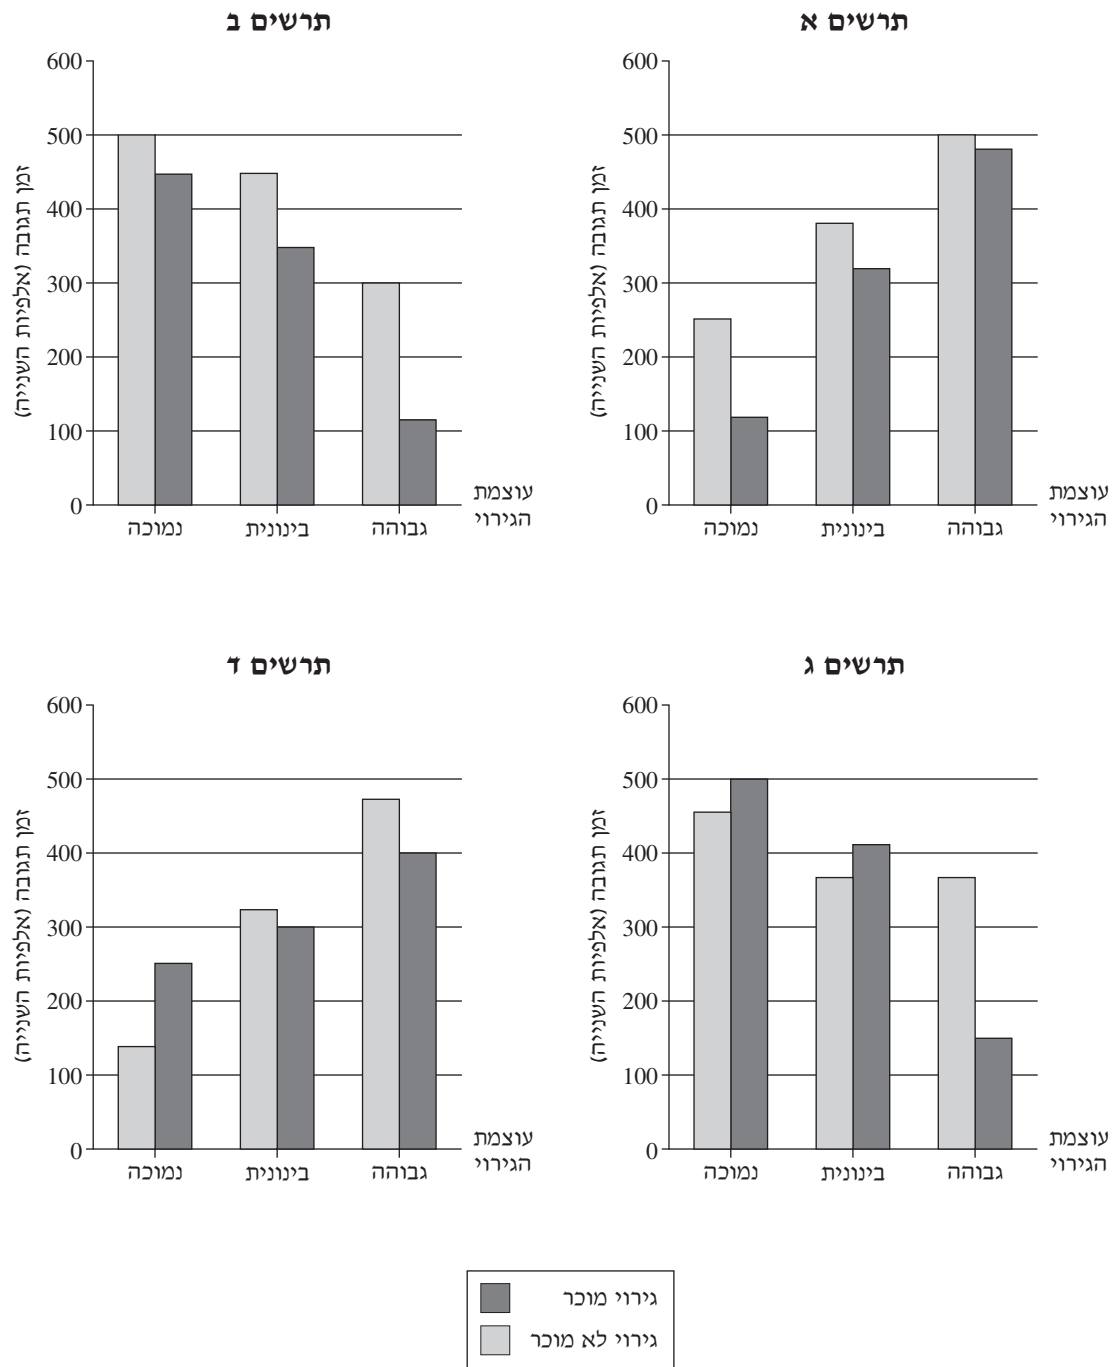 תרשים א
600
500
400
300
200
100
0
זמן תגובה (אלפיות השנייה)
נמוכה
בינונית
גבוהה
עוצמת
הגירוי
תרשים ב
600
500
400
300
200
100
0
זמן תגובה (אלפיות השנייה)
נמוכה
בינונית
גבוהה
עוצמת
הגירוי
תרשים ג
600
500
400
300
200
100
0
זמן תגובה (אלפיות השנייה)
נמוכה
בינונית
גבוהה
עוצמת
הגירוי
תרשים ד
600
500
400
300
200
100
0
זמן תגובה (אלפיות השנייה)
נמוכה
בינונית
גבוהה
עוצמת
הגירוי
גירוי מוכר
גירוי לא מוכר